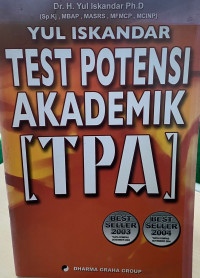 Dr. H. Yul Iskandar Ph.D
(Sp.Kj , MBAP , MASRS , MFMCP , MCINP)
YUL ISKANDAR
TEST POTENSI
AKADEMIK
[TPA]
BEST
SELLER
2003
BEST
SELLER
2004
DHARMA GRAHA GROUP